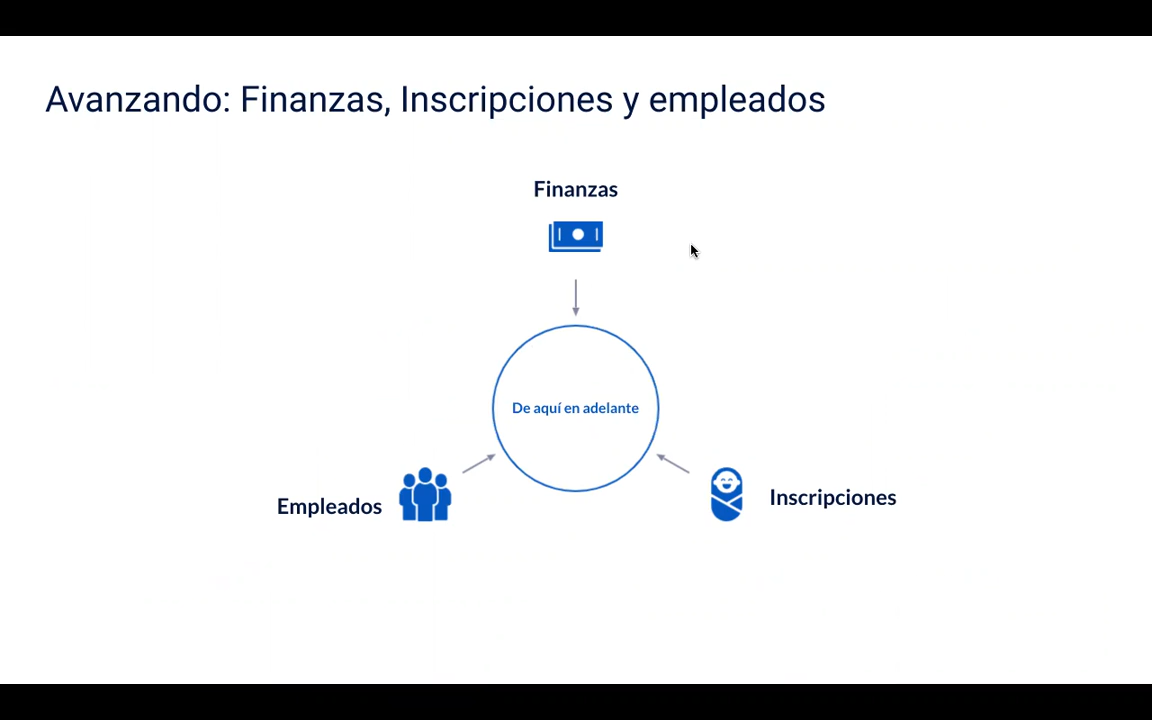 Avanzando: Finanzas, Inscripciones y empleados
Finanzas
De aquí en adelante
Empleados
Inscripciones